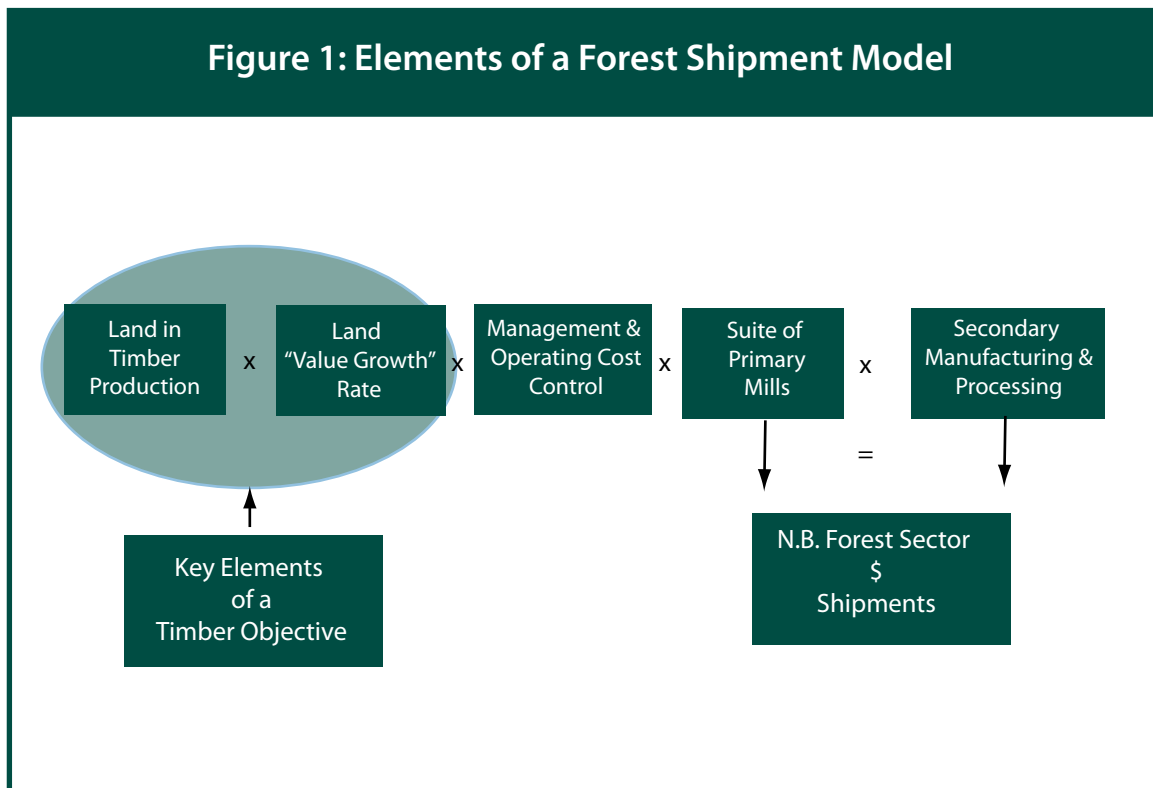 Figure 1: Elements of a Forest Shipment Model
Land in
Timber
Production
x
Land
“Value Growth”
Rate
x
Management &
Operating Cost
Control
x
Suite of
Primary
Mills
x
Secondary
Manufacturing &
Processing
=
Key Elements
of a
Timber Objective
N.B. Forest Sector
$
Shipments